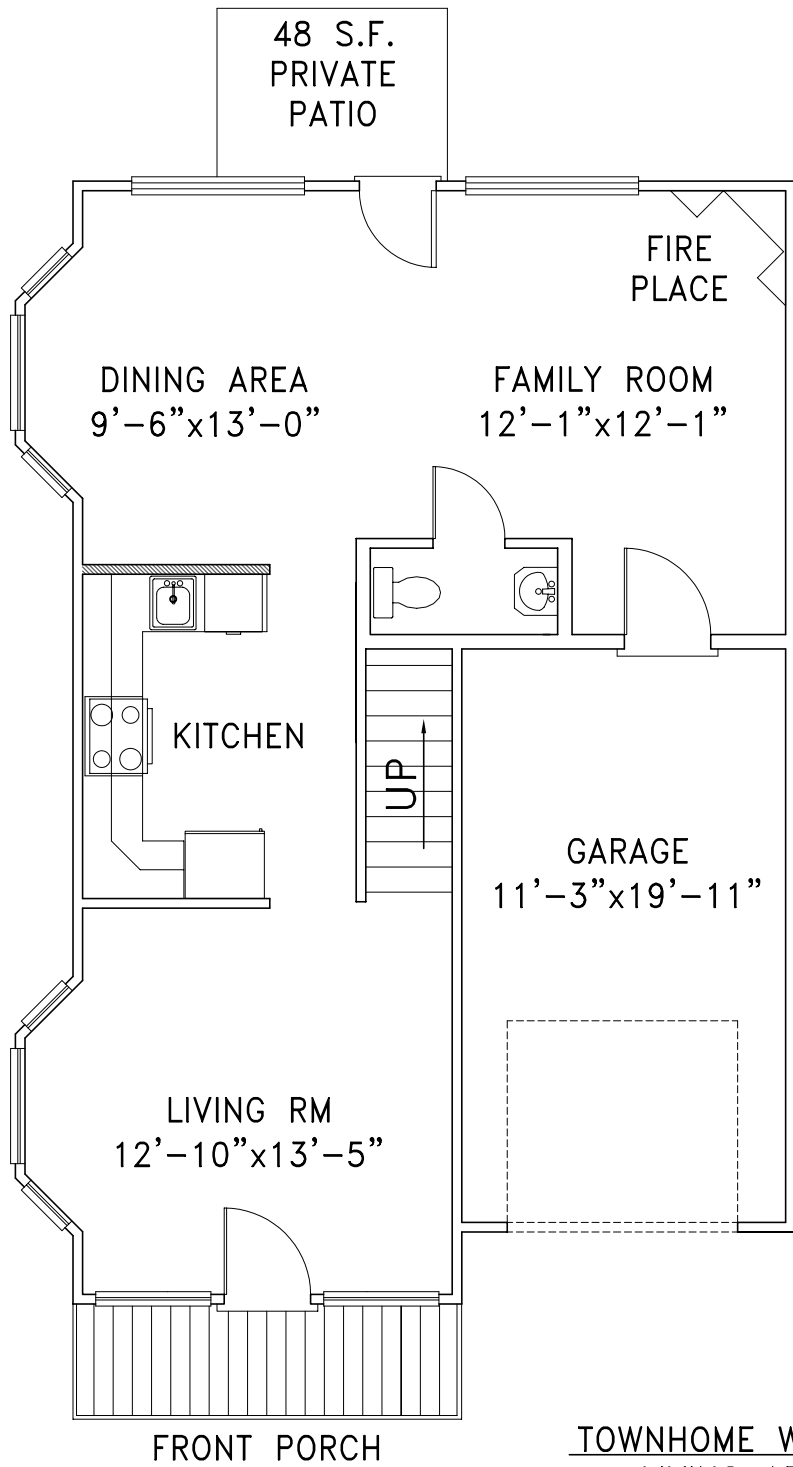 48 S.F.
PRIVATE
PATIO
FIRE
PLACE
DINING AREA
9'-6"x13'-0"
FAMILY ROOM
12'-1"x12'-1"
KITCHEN
UP
GARAGE
11'-3"x19'-11"
LIVING RM
12'-10"x13'-5"
FRONT PORCH
TOWNHOME